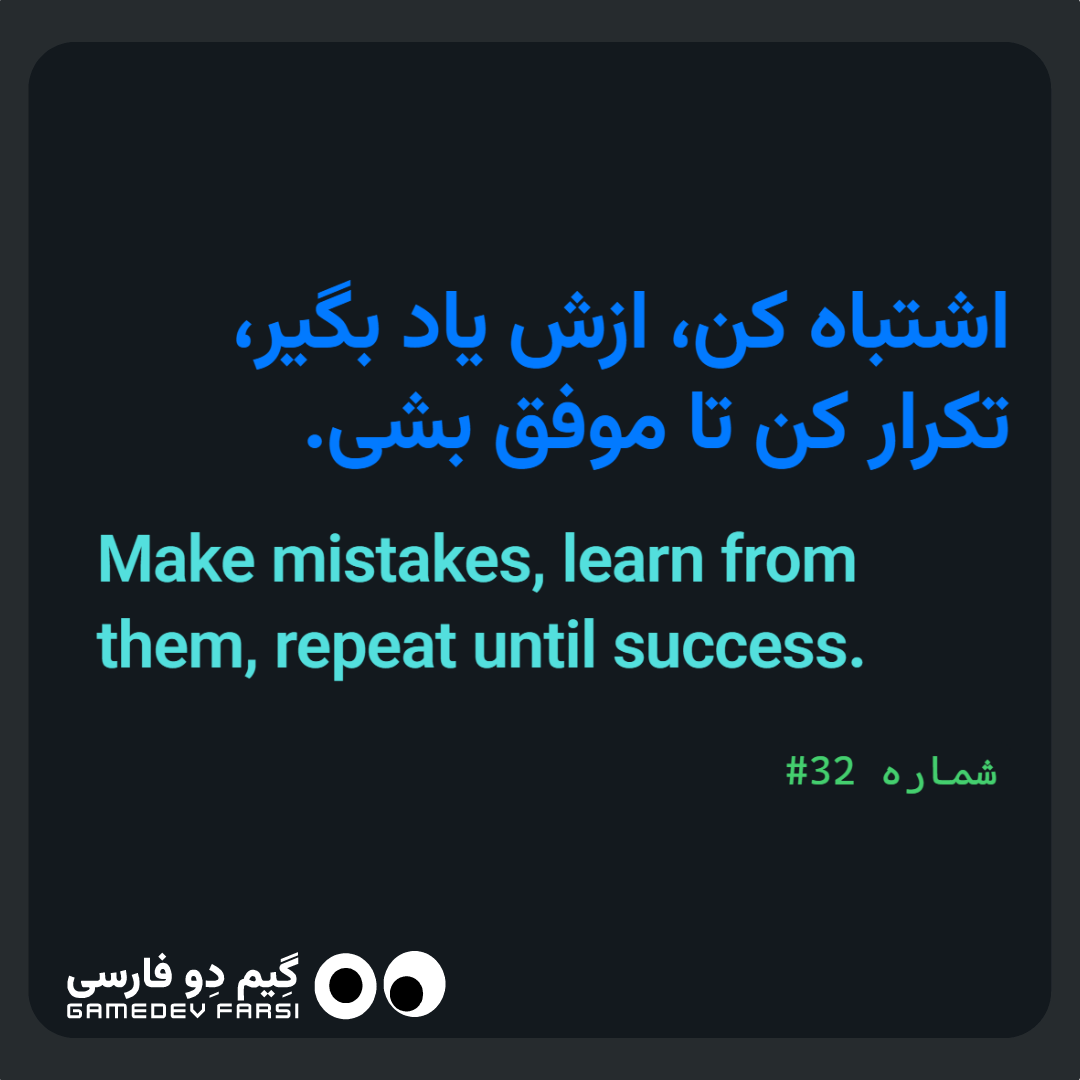 اشتباه کن، ازش یاد بگیر،
تکرار کن تا موفق بشی.
Make mistakes, learn from
them, repeat until success.
شماره #32
گِیم دِو فارسی
GAMEDEV FARSI